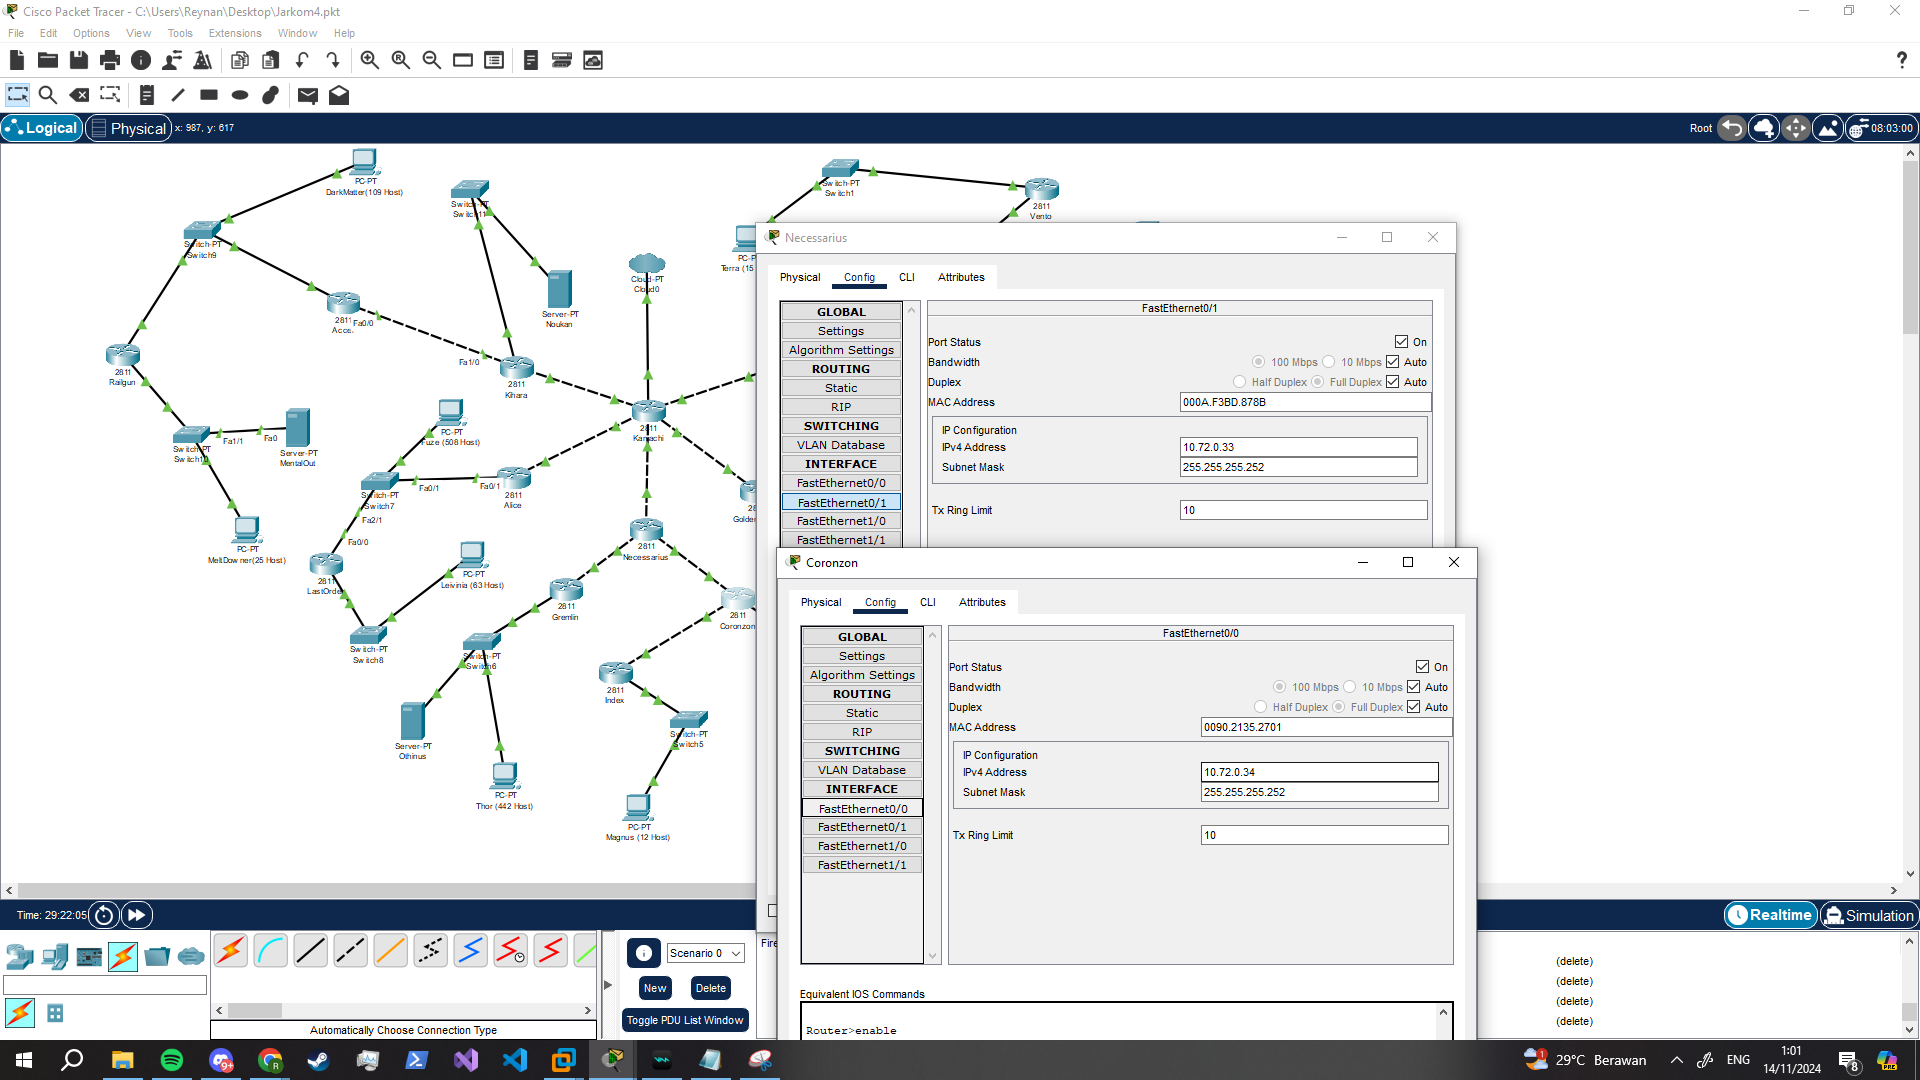 Cisco Packet Tracer - C:\Users\Reynan\Desktop\Jarkom4.pkt
File Edit Options View Tools Extensions Window Help
Logical Physical x: 987, y: 617
Root 08:03:00
PC-PT
DarkMatter(109 Host)
Switch-PT
Switch11
Switch-PT
Switch1
2811
Vento
Switch-PT
Switch9
Cloud-PT
Cloud0
Server-PT
Noukan
2811
Fa0/0
Fa1/0
2811
Railgun
2811
Kihara
2811
Kamachi
PC-PT
Fuze (508 Host)
Fa1/1
Fa0
Server-PT
MentalOut
Switch-PT
Switch10
Switch-PT
Switch7
Fa0/1
Fa0/1
2811
Alice
Fa2/1
Fa0/0
PC-PT
MeltDowner(25 Host)
2811
Necessarius
PC-PT
Leivinia (63 Host)
2811
LastOrde
2811
Gremlin
2811
Coronzon
Switch-PT
Switch8
Switch-PT
Switch6
2811
Index
Switch-PT
Switch5
Server-PT
Othinus
PC-PT
Thor (442 Host)
PC-PT
Magnus (12 Host)
PC-P
Terra (15
Necessarius
Physical Config CLI Attributes
GLOBAL
Settings
Algorithm Settings
ROUTING
Static
RIP
SWITCHING
VLAN Database
INTERFACE
FastEthernet0/0
FastEthernet0/1
FastEthernet1/0
FastEthernet1/1
FastEthernet0/1
Port Status On
Bandwidth 100 Mbps 10 Mbps Auto
Duplex Half Duplex Full Duplex Auto
MAC Address 000A.F3BD.878B
IP Configuration
IPv4 Address 10.72.0.33
Subnet Mask 255.255.255.252
Tx Ring Limit 10
Coronzon
Physical Config CLI Attributes
GLOBAL
Settings
Algorithm Settings
ROUTING
Static
RIP
SWITCHING
VLAN Database
INTERFACE
FastEthernet0/0
FastEthernet0/1
FastEthernet1/0
FastEthernet1/1
FastEthernet0/0
Port Status On
Bandwidth 100 Mbps 10 Mbps Auto
Duplex Half Duplex Full Duplex Auto
MAC Address 0090.2135.2701
IP Configuration
IPv4 Address 10.72.0.34
Subnet Mask 255.255.255.252
Tx Ring Limit 10
Equivalent IOS Commands
Router>enable
Time: 29:22:05
Realtime Simulation
Scenario 0
Fire
New Delete
Toggle PDU List Window
Automatically Choose Connection Type
(delete)
(delete)
(delete)
(delete)
29°C Berawan
ENG
1:01
14/11/2024